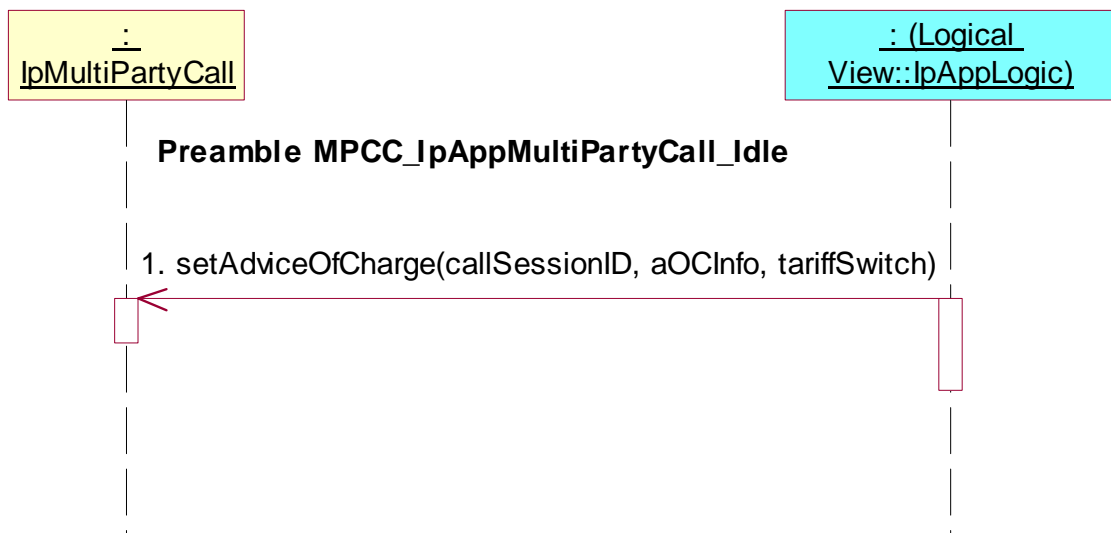 :
IpMultiPartyCall
: (Logical
View::IpAppLogic)
Preamble MPCC_IpAppMultiPartyCall_Idle
1. setAdviceOfCharge(callSessionID, aOCInfo, tariffSwitch)